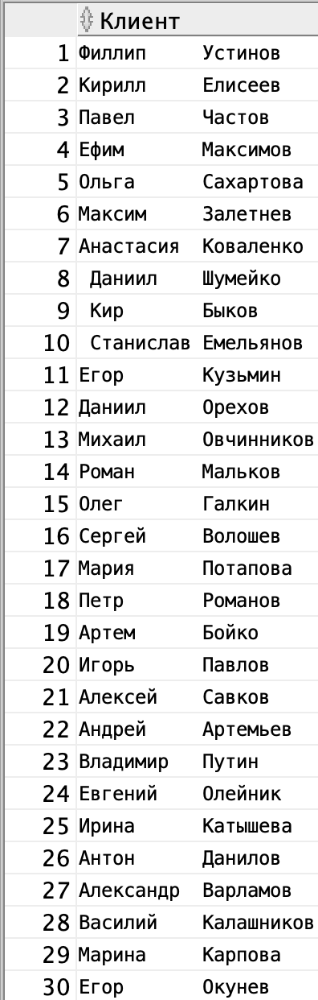 Клиент
1 Филлип Устинов
2 Кирилл Елисеев
3 Павел Частов
4 Ефим Максимов
5 Ольга Сахартова
6 Максим Залетнев
7 Анастасия Коваленко
8 Даниил Шумейко
9 Кир Быков
10 Станислав Емельянов
11 Егор Кузьмин
12 Даниил Орехов
13 Михаил Овчинников
14 Роман Мальков
15 Олег Галкин
16 Сергей Волошев
17 Мария Потапова
18 Петр Романов
19 Артем Бойко
20 Игорь Павлов
21 Алексей Савков
22 Андрей Артемьев
23 Владимир Путин
24 Евгений Олейник
25 Ирина Катышева
26 Антон Данилов
27 Александр Варламов
28 Василий Калашников
29 Марина Карпова
30 Егор Окунев